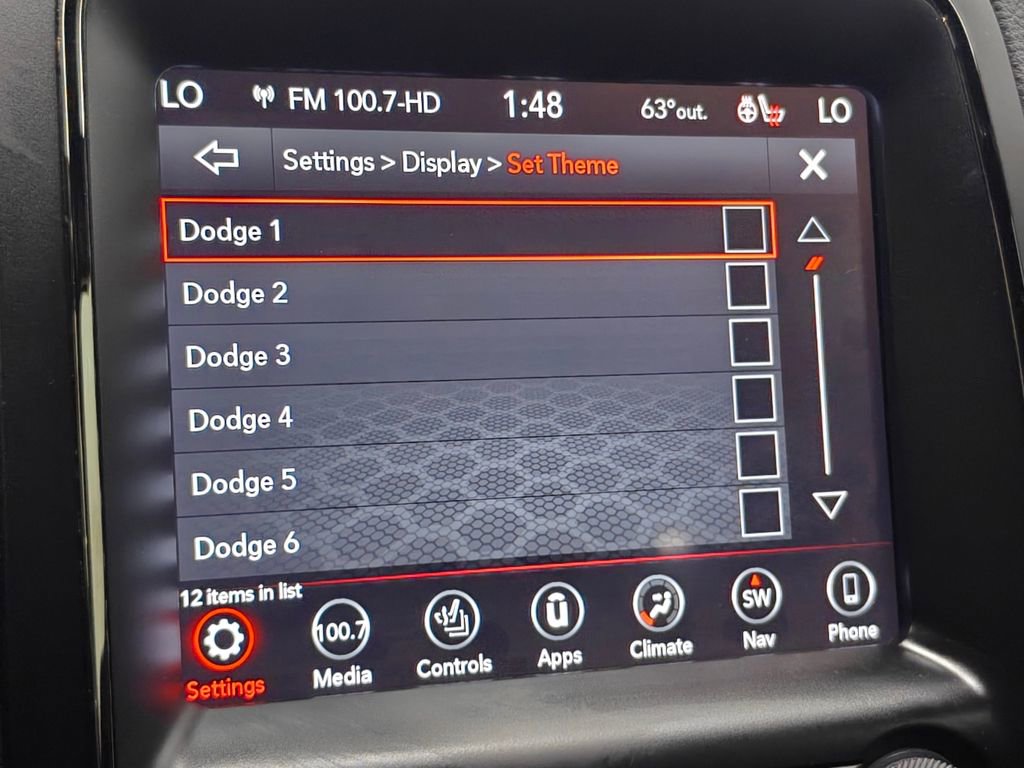 LO FM 100.7-HD 1:48 63°out. LO
Settings > Display > Set Theme X
Dodge 1
Dodge 2
Dodge 3
Dodge 4
Dodge 5
Dodge 6
12 items in list
100.7 SW
Settings Media Controls Apps Climate Nav Phone